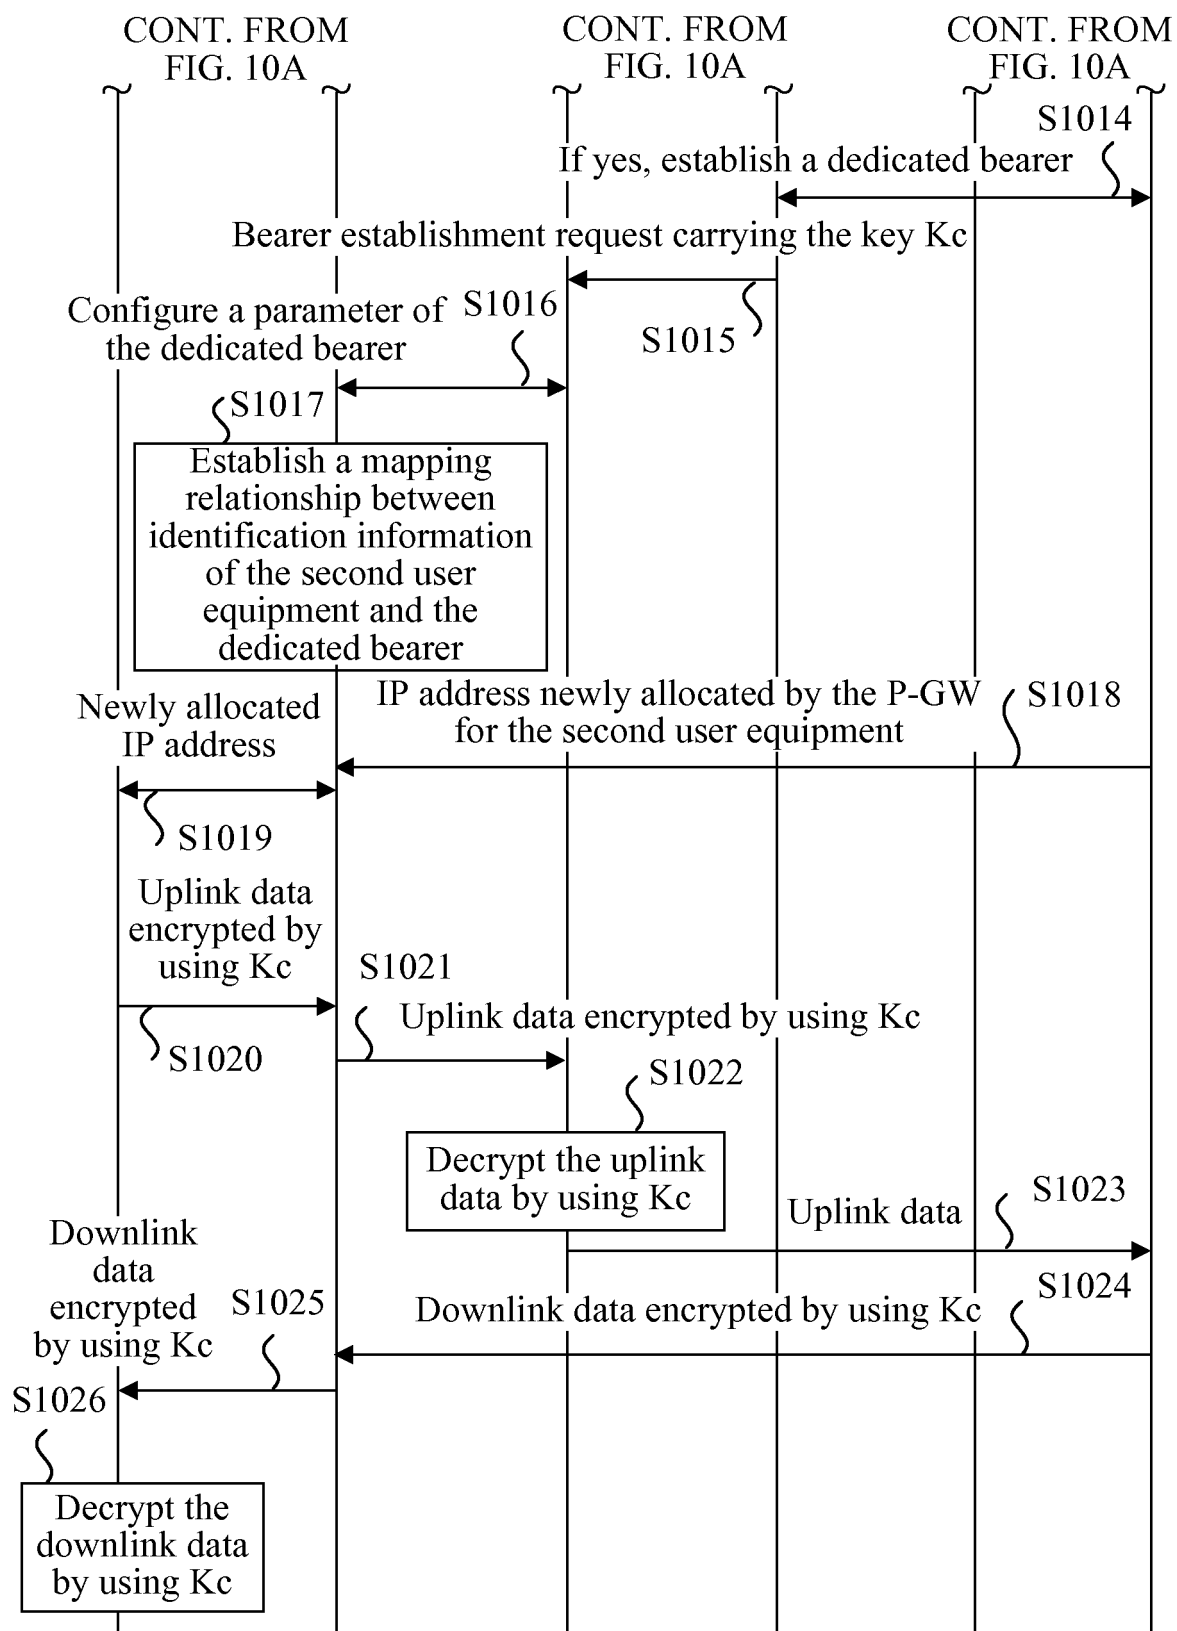 CONT. FROM
FIG. 10A
CONT. FROM
FIG. 10A
CONT. FROM
FIG. 10A
S1014
If yes, establish a dedicated bearer
Bearer establishment request carrying the key Kc
S1015
Configure a parameter of
the dedicated bearer
S1016
S1017
Establish a mapping
relationship between
identification information
of the second user
equipment and the
dedicated bearer
IP address newly allocated by the P-GW
for the second user equipment
S1018
Newly allocated
IP address
S1019
Uplink data
encrypted by
using Kc
S1020
S1021
Uplink data encrypted by using Kc
S1022
Decrypt the uplink
data by using Kc
Uplink data
S1023
S1024
Downlink data encrypted by using Kc
Downlink
data
encrypted
by using Kc
S1025
S1026
Decrypt the
downlink data
by using Kc